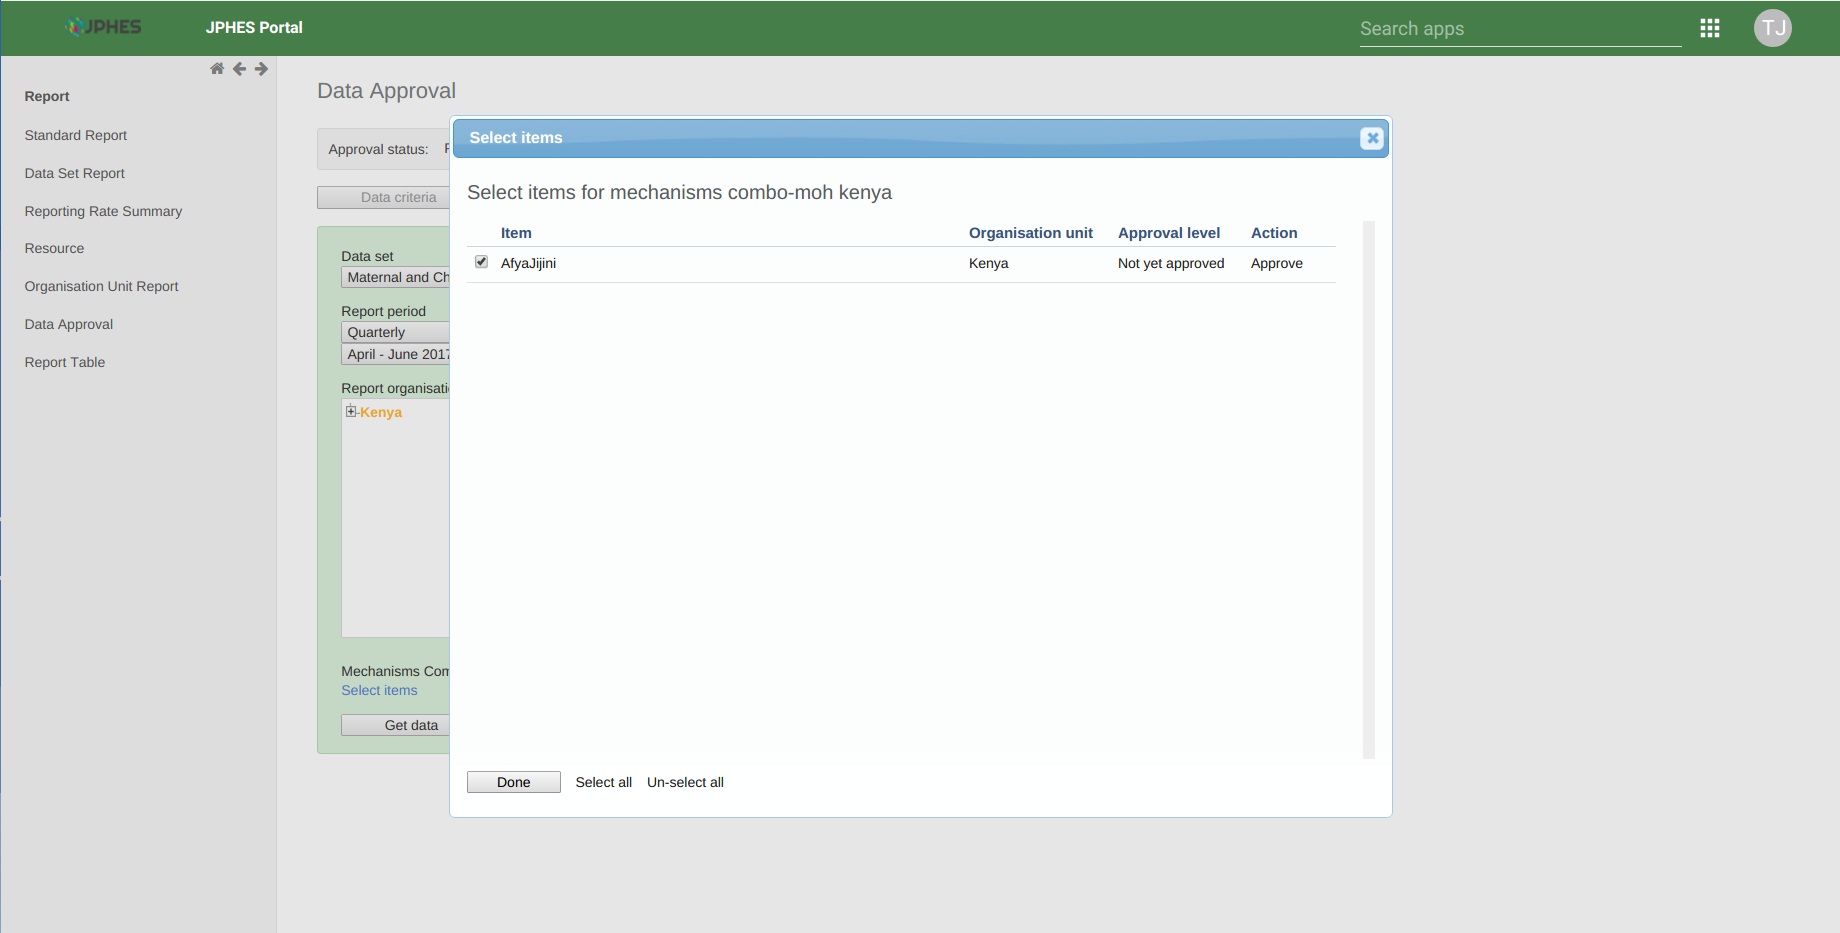 JPHES
JPHES Portal
Search apps
TJ
Report
Standard Report
Data Set Report
Reporting Rate Summary
Resource
Organisation Unit Report
Data Approval
Report Table
Data Approval
Approval status:
Data criteria
Data set
Maternal and Ch
Report period
Quarterly
April - June 2017
Report organisati
Kenya
Mechanisms Com
Select items
Get data
Select items
Select items for mechanisms combo-moh kenya
Item Organisation unit Approval level Action
AfyaJijini Kenya Not yet approved Approve
Done Select all Un-select all